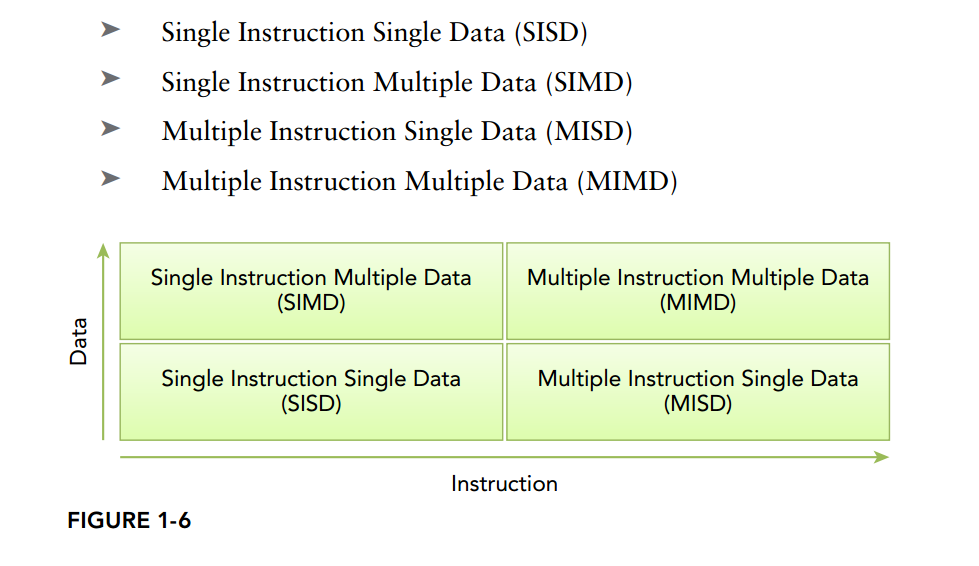 ➤ Single Instruction Single Data (SISD)
➤ Single Instruction Multiple Data (SIMD)
➤ Multiple Instruction Single Data (MISD)
➤ Multiple Instruction Multiple Data (MIMD)
Single Instruction Multiple Data
(SIMD)
Multiple Instruction Multiple Data
(MIMD)
Data
Single Instruction Single Data
(SISD)
Multiple Instruction Single Data
(MISD)
Instruction
FIGURE 1-6